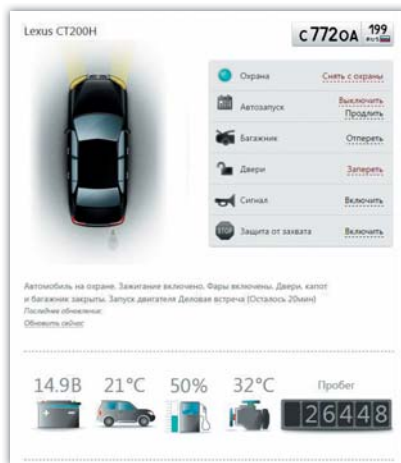 Lexus CT200H
С 772 ОА 199
Охрана Снять с охраны
Автозапуск Выключить
Продлить
Багажник Отпереть
Двери Запереть
Сигнал Включить
STOP Защита от захвата Включить
Автомобиль на охране. Зажигание включено. Фары включены. Двери, капот
и багажник закрыты. Запуск двигателя Деловая встреча (Осталось 20мин)
Последнее обновление:
Обновить сейчас
14.9В 21°C 50% 32°C Пробег
26448